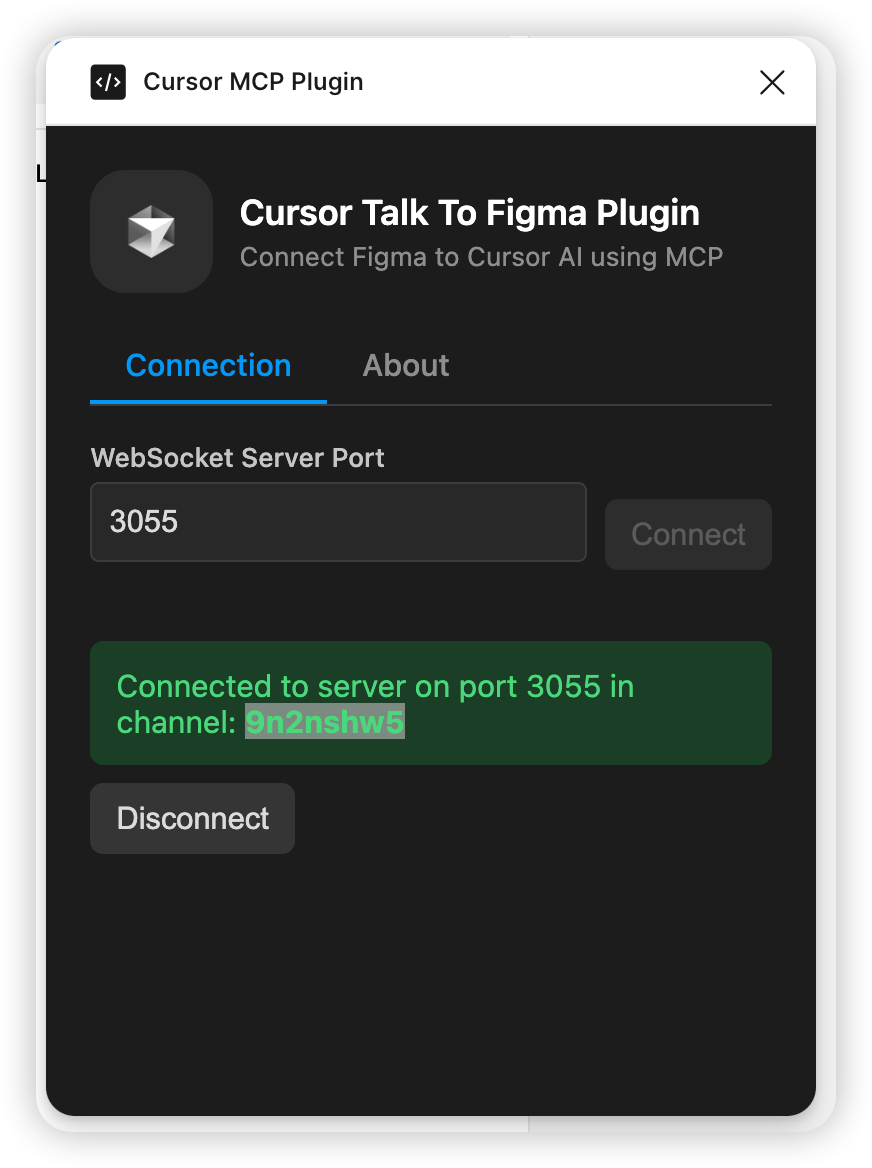 Cursor MCP Plugin
Cursor Talk To Figma Plugin
Connect Figma to Cursor AI using MCP
Connection About
WebSocket Server Port
3055
Connect
Connected to server on port 3055 in
channel: 9n2nshw5
Disconnect